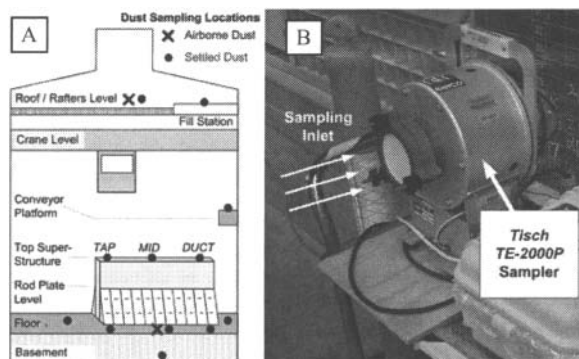 A
Dust Sampling Locations
Airborne Dust
Settled Dust
Roof / Rafters Level
Fill Station
Crane Level
Conveyor
Platform
Top Super-
Structure
TAP MID DUCT
Rod Plate
Level
Floor
Basement
B
Sampling
Inlet
Tisch
TE-2000P
Sampler